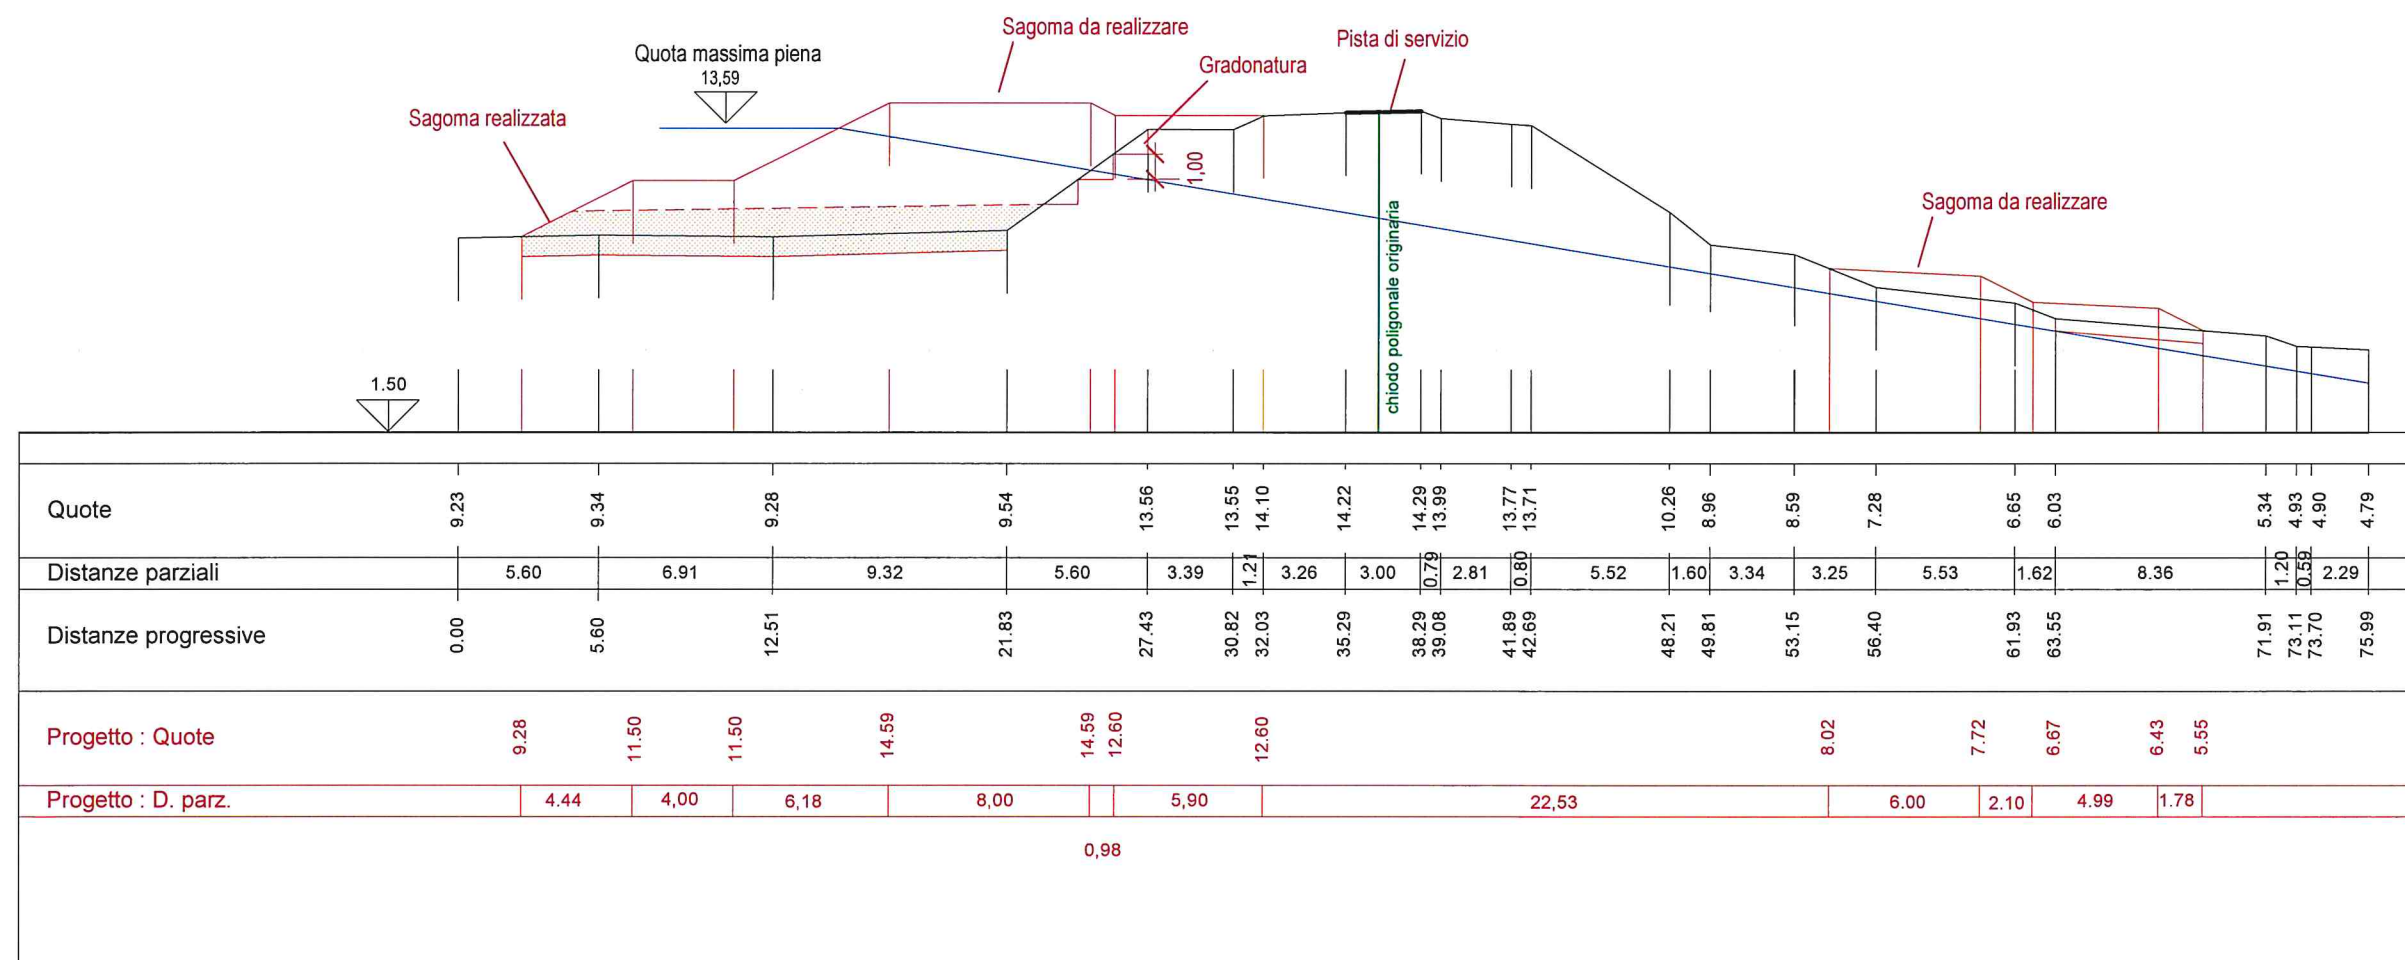 Sagoma da realizzare
Pista di servizio
Quota massima piena
13,59
Gradonatura
Sagoma realizzata
1,00
Sagoma da realizzare
chiodo poligonale originaria
1.50
Quote 9.23 9.34 9.28 9.54 13.56 13.55 14.10 14.22 14.29 13.99 13.77 13.71 10.26 8.96 8.59 7.28 6.65 6.03 5.34 4.93 4.90 4.79
Distanze parziali 5.60 6.91 9.32 5.60 3.39 1.21 3.26 3.00 0.79 2.81 0.80 5.52 1.60 3.34 3.25 5.53 1.62 8.36 1.20 0.59 2.29
Distanze progressive 0.00 5.60 12.51 21.83 27.43 30.82 32.03 35.29 38.29 39.08 41.89 42.69 48.21 49.81 53.15 56.40 61.93 63.55 71.91 73.11 73.70 75.99
Progetto : Quote 9.28 11.50 11.50 14.59 14.59 12.60 12.60 8.02 7.72 6.67 6.43 5.55
Progetto : D. parz. 4.44 4,00 6,18 8,00 5,90 22,53 6.00 2.10 4.99 1.78
0,98